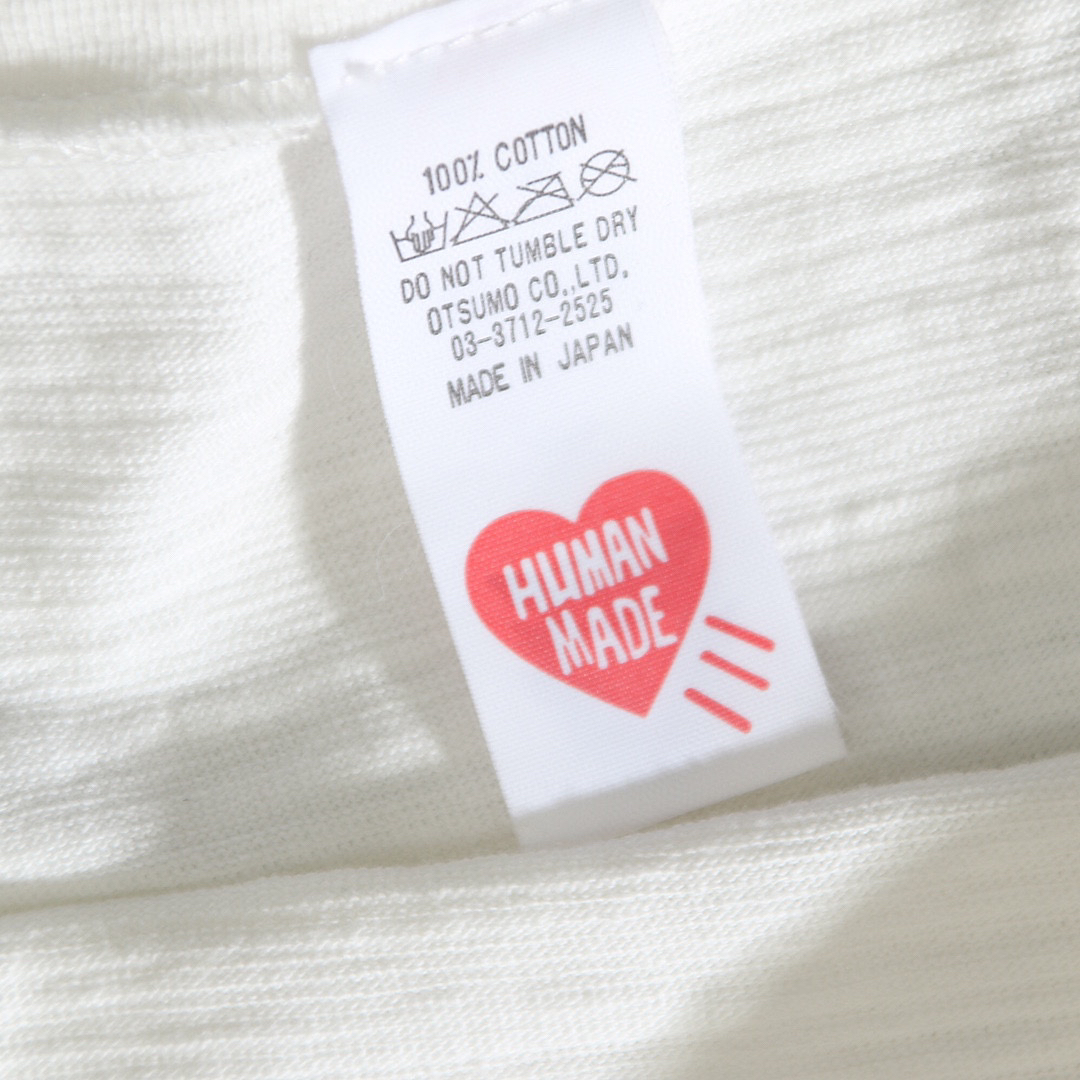 100% COTTON
DO NOT TUMBLE DRY
OTSUMO CO.,LTD.
03-3712-2525
MADE IN JAPAN
HUMAN
MADE